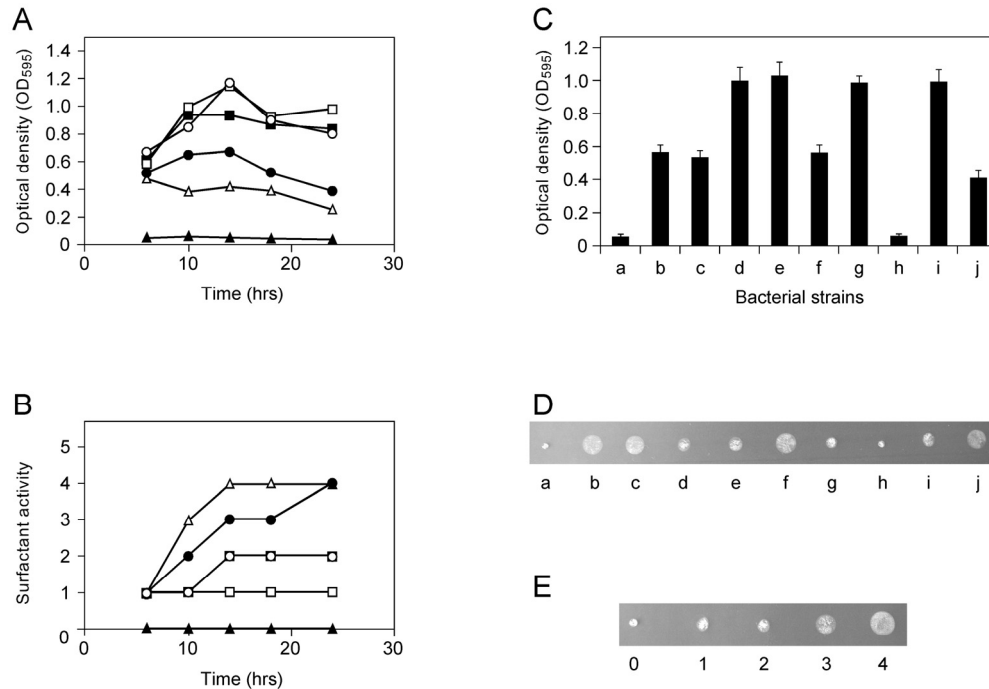 A
Optical density (OD595)
1.4
1.2
1.0
0.8
0.6
0.4
0.2
0
0 10 20 30
Time (hrs)
B
Surfactant activity
5
4
3
2
1
0
0 10 20 30
Time (hrs)
C
Optical density (OD595)
1.2
1.0
0.8
0.6
0.4
0.2
0
a b c d e f g h i j
Bacterial strains
D
a b c d e f g h i j
E
0 1 2 3 4